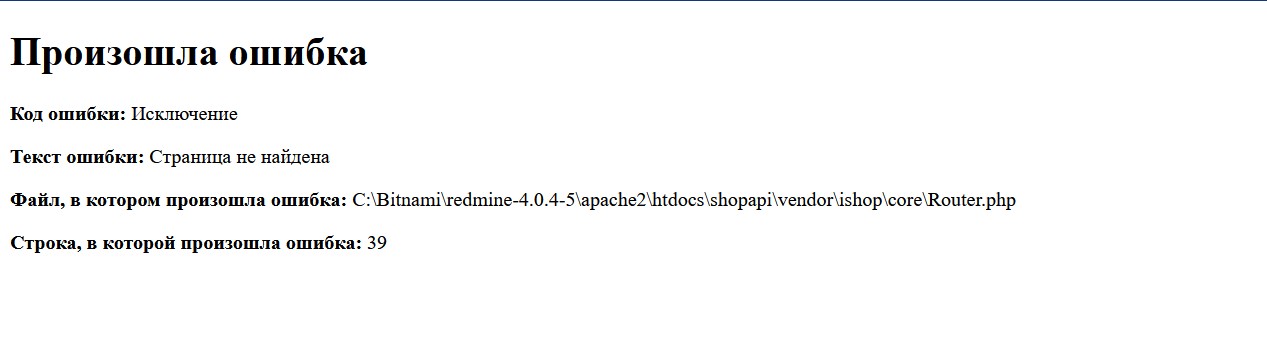 Произошла ошибка
Код ошибки: Исключение
Текст ошибки: Страница не найдена
Файл, в котором произошла ошибка: C:\Bitnami\redmine-4.0.4-5\apache2\htdocs\shopapi\vendor\ishop\core\Router.php
Строка, в которой произошла ошибка: 39